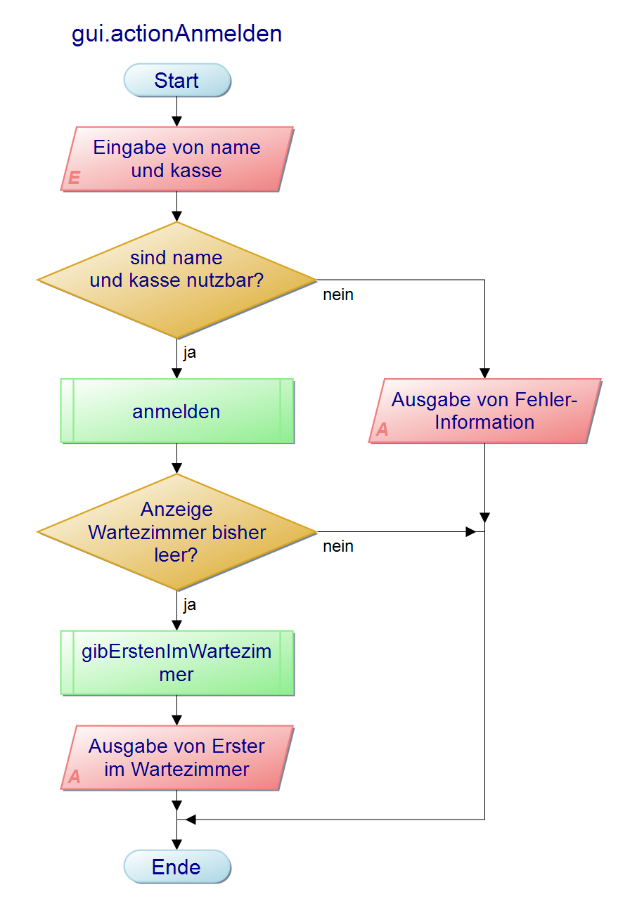 gui.actionAnmelden
Start
Eingabe von name
und kasse
E
sind name
und kasse nutzbar?
nein
ja
anmelden
Ausgabe von Fehler-
Information
A
Anzeige
Wartezimmer bisher
leer?
nein
ja
gibErstenImWartezim
mer
Ausgabe von Erster
im Wartezimmer
A
Ende